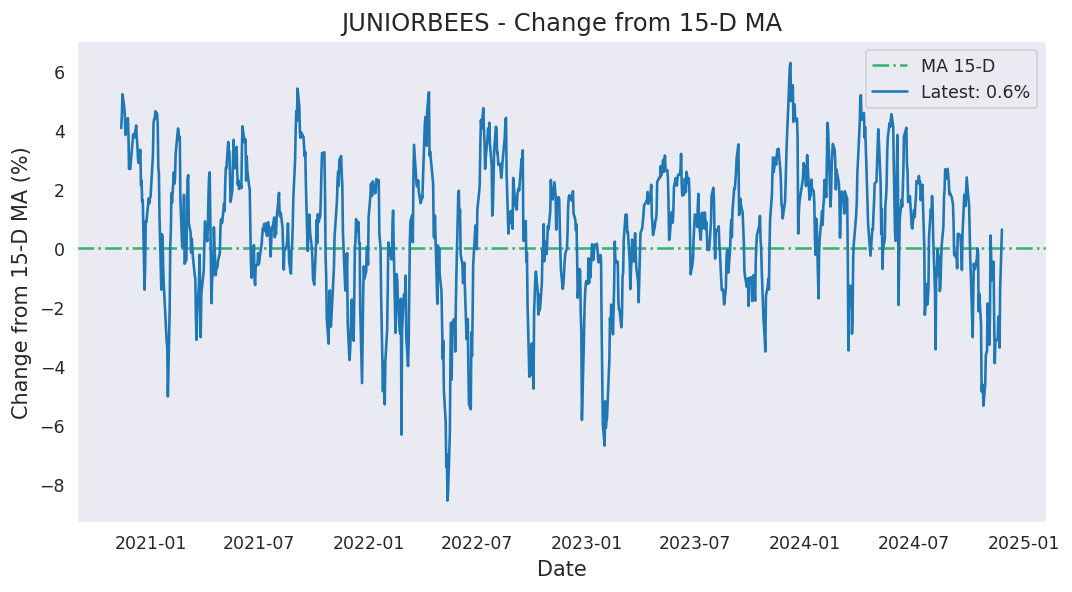 JUNIORBEES - Change from 15-D MA
MA 15-D
Latest: 0.6%
Change from 15-D MA (%)
6
4
2
0
−2
−4
−6
−8
2021-01 2021-07 2022-01 2022-07 2023-01 2023-07 2024-01 2024-07 2025-01
Date